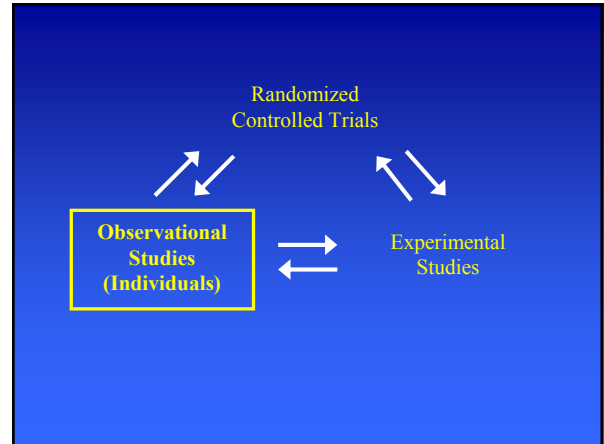 Randomized
Controlled Trials
Observational
Studies
(Individuals)
Experimental
Studies